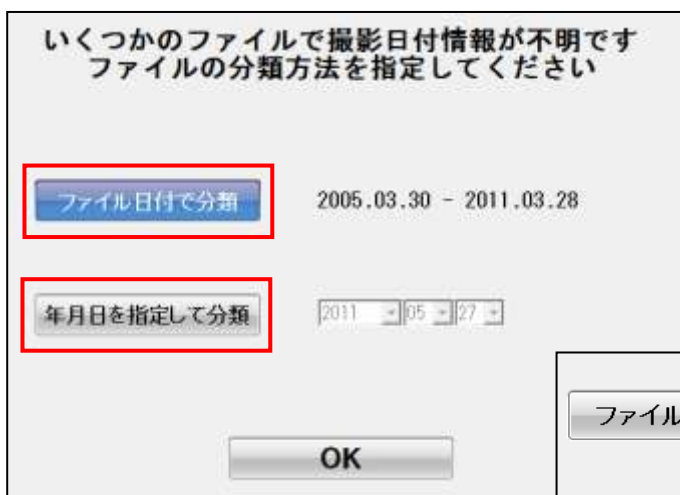 いくつかのファイルで撮影日付情報が不明です
ファイルの分類方法を指定してください
ファイル日付で分類 2005.03.30 - 2011.03.28
年月日を指定して分類 2011 05 27
ファイル
OK